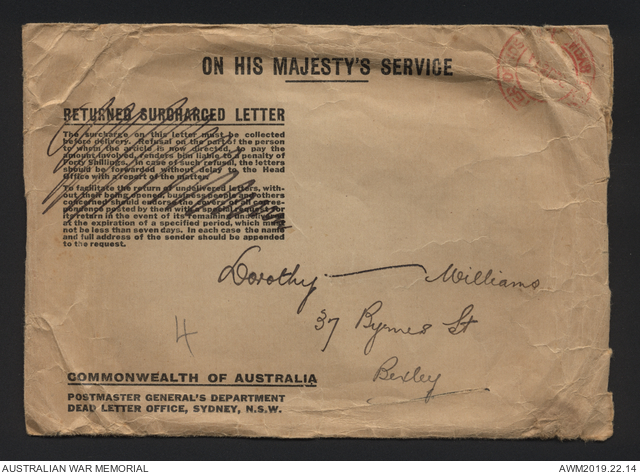 ON HIS MAJESTY'S SERVICE
RETURNED SURCHARGED LETTER
The surcharge on this letter must be collected
before delivery. Refusal on the part of the person
to whom the article is now directed, to pay the
amount involved, renders him liable to a penalty of
Forty Shillings. In case of such refusal, the letters
should be forwarded without delay to the Head
Office with a report of the matter.
To facilitate the return of undelivered letters, with-
out their being opened, business people and others
should on the covers of
posted by them a special request for
its return in the event of its remaining undelivered
at the expiration of a specified period, which must
not be less than seven days. In each case the name
and full address of the sender should be appended
to the request.
Dorothy Williams
37 Byrnes St
Bexley
4
COMMONWEALTH OF AUSTRALIA
POSTMASTER GENERAL'S DEPARTMENT
DEAD LETTER OFFICE, SYDNEY, N.S.W.
AUSTRALIAN WAR MEMORIAL
AWM2019.22.14